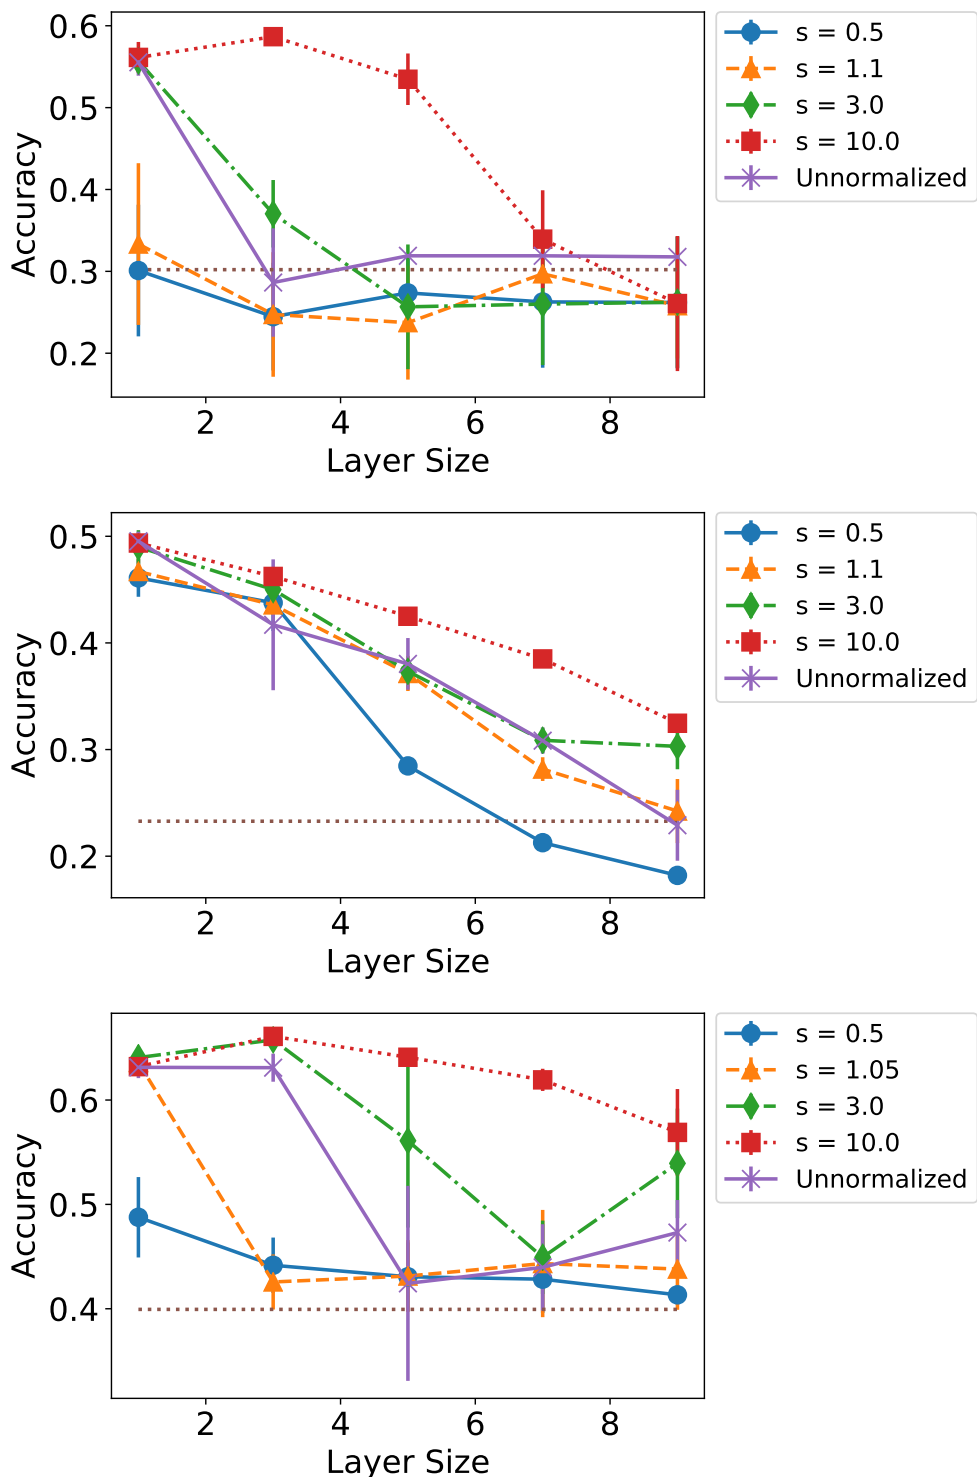 0.6
0.5
0.4
0.3
0.2
Accuracy
2 4 6 8
Layer Size
s = 0.5
s = 1.1
s = 3.0
s = 10.0
Unnormalized
0.5
0.4
0.3
0.2
Accuracy
2 4 6 8
Layer Size
s = 0.5
s = 1.1
s = 3.0
s = 10.0
Unnormalized
0.6
0.5
0.4
Accuracy
2 4 6 8
Layer Size
s = 0.5
s = 1.05
s = 3.0
s = 10.0
Unnormalized